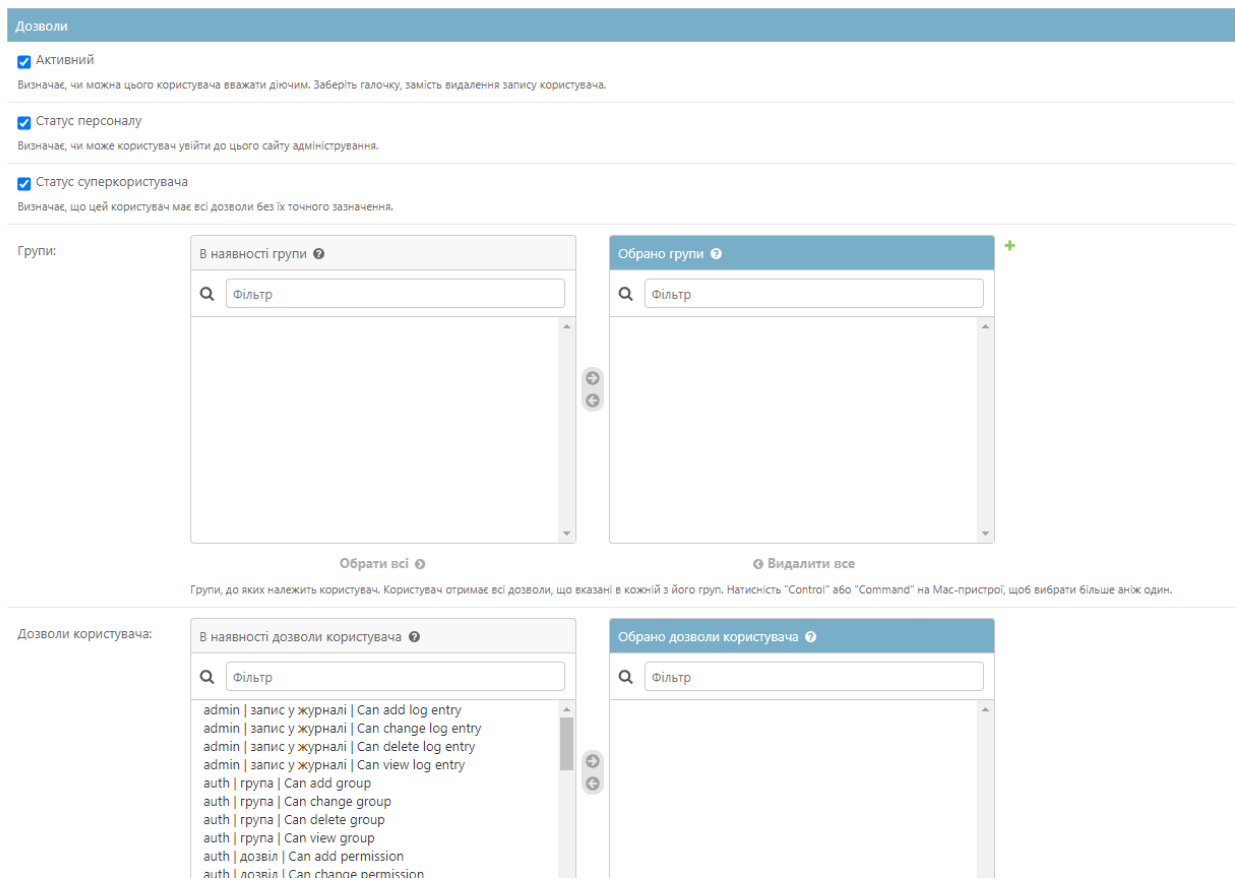 Дозволи
Активний
Визначає, чи можна цього користувача вважати діючим. Заберіть галочку, замість видалення запису користувача.
Статус персоналу
Визначає, чи може користувач увійти до цього сайту адміністрування.
Статус суперкористувача
Визначає, що цей користувач має всі дозволи без їх точного зазначення.
Групи:
В наявності групи
Обрано групи
Фільтр
Фільтр
Обрати всі
Видалити все
Групи, до яких належить користувач. Користувач отримає всі дозволи, що вказані в кожній з його груп. Натисність "Control" або "Command" на Mac-пристрої, щоб вибрати більше аніж один.
Дозволи користувача:
В наявності дозволи користувача
Обрано дозволи користувача
Фільтр
Фільтр
admin | запис у журналі | Can add log entry
admin | запис у журналі | Can change log entry
admin | запис у журналі | Can delete log entry
admin | запис у журналі | Can view log entry
auth | група | Can add group
auth | група | Can change group
auth | група | Can delete group
auth | група | Can view group
auth | дозвіл | Can add permission
auth | дозвіл | Can change permission